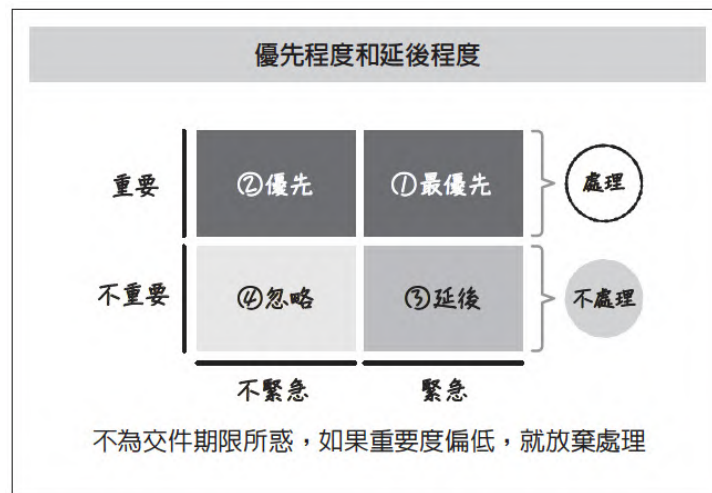 優先程度和延後程度
重要 ②優先 ①最優先 處理
不重要 ④忽略 ③延後 不處理
不緊急 緊急
不為交件期限所惑，如果重要度偏低，就放棄處理